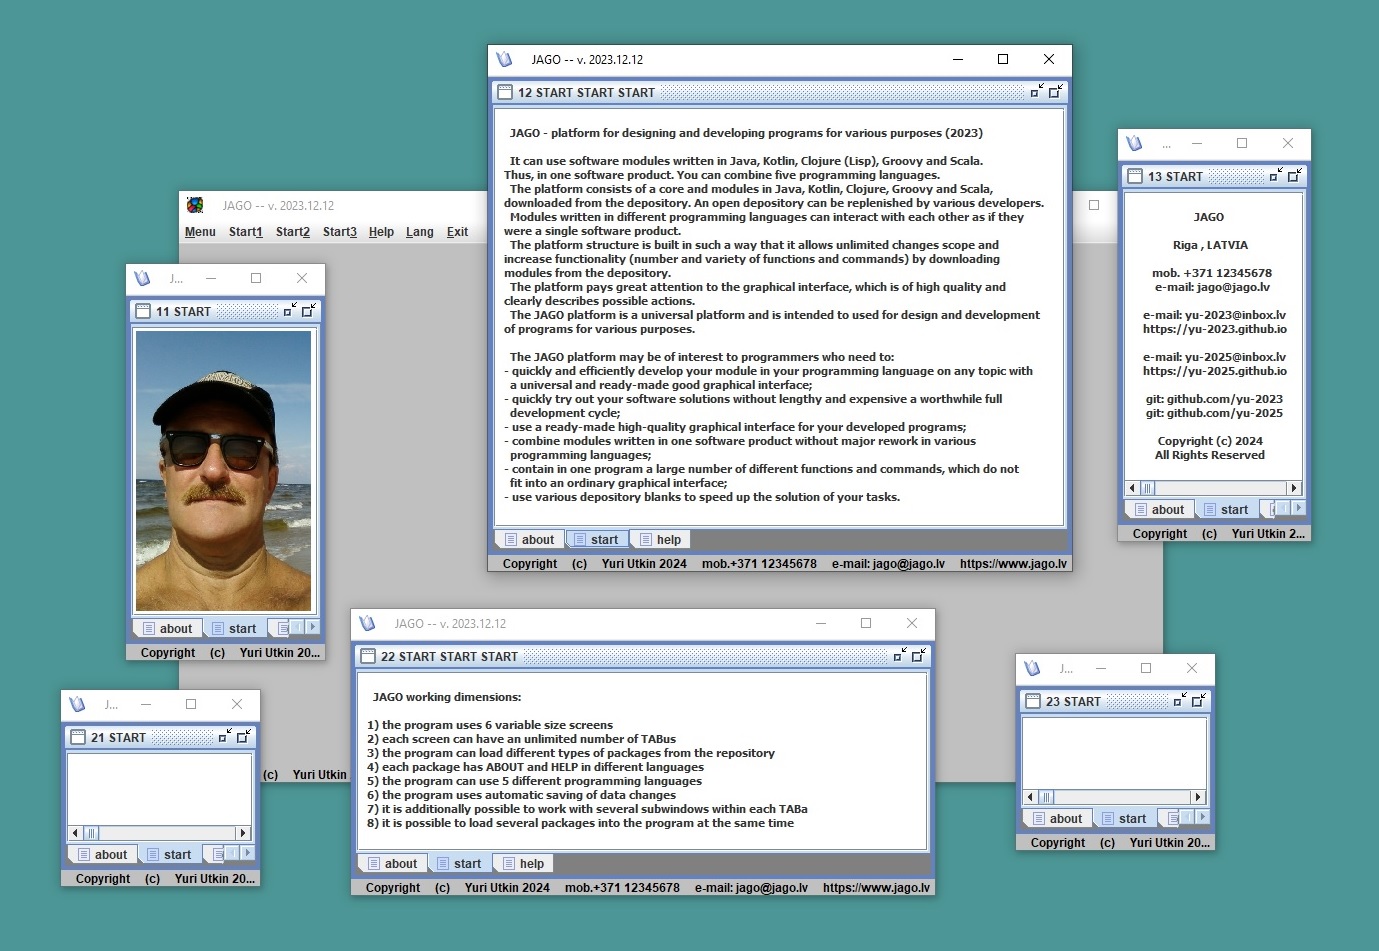 JAGO -- v. 2023.12.12
12 START START START
JAGO - platform for designing and developing programs for various purposes (2023)
It can use software modules written in Java, Kotlin, Clojure (Lisp), Groovy and Scala.
Thus, in one software product. You can combine five programming languages.
The platform consists of a core and modules in Java, Kotlin, Clojure, Groovy and Scala,
downloaded from the depository. An open depository can be replenished by various developers.
Modules written in different programming languages can interact with each other as if they
were a single software product.
The platform structure is built in such a way that it allows unlimited changes scope and
increase functionality (number and variety of functions and commands) by downloading
modules from the depository.
The platform pays great attention to the graphical interface, which is of high quality and
clearly describes possible actions.
The JAGO platform is a universal platform and is intended to used for design and development
of programs for various purposes.
The JAGO platform may be of interest to programmers who need to:
- quickly and efficiently develop your module in your programming language on any topic with
a universal and ready-made good graphical interface;
- quickly try out your software solutions without lengthy and expensive a worthwhile full
development cycle;
- use a ready-made high-quality graphical interface for your developed programs;
- combine modules written in one software product without major rework in various
programming languages;
- contain in one program a large number of different functions and commands, which do not
fit into an ordinary graphical interface;
- use various depository blanks to speed up the solution of your tasks.
about start help
Copyright (c) Yuri Utkin 2024 mob.+371 12345678 e-mail: jago@jago.lv https://www.jago.lv
...
13 START
JAGO
Riga , LATVIA
mob. +371 12345678
e-mail: jago@jago.lv
e-mail: yu-2023@inbox.lv
https://yu-2023.github.io
e-mail: yu-2025@inbox.lv
https://yu-2025.github.io
git: github.com/yu-2023
git: github.com/yu-2025
Copyright (c) 2024
All Rights Reserved
about start
Copyright (c) Yuri Utkin 2...
JAGO -- v. 2023.12.12
Menu Start1 Start2 Start3 Help Lang Exit
(c) Yuri Utkin
J...
11 START
about start
Copyright (c) Yuri Utkin 20...
JAGO -- v. 2023.12.12
22 START START START
JAGO working dimensions:
1) the program uses 6 variable size screens
2) each screen can have an unlimited number of TABus
3) the program can load different types of packages from the repository
4) each package has ABOUT and HELP in different languages
5) the program can use 5 different programming languages
6) the program uses automatic saving of data changes
7) it is additionally possible to work with several subwindows within each TABa
8) it is possible to load several packages into the program at the same time
about start help
Copyright (c) Yuri Utkin 2024 mob.+371 12345678 e-mail: jago@jago.lv https://www.jago.lv
J...
23 START
about start
Copyright (c) Yuri Utkin 20...
J...
21 START
about start
Copyright (c) Yuri Utkin 20...